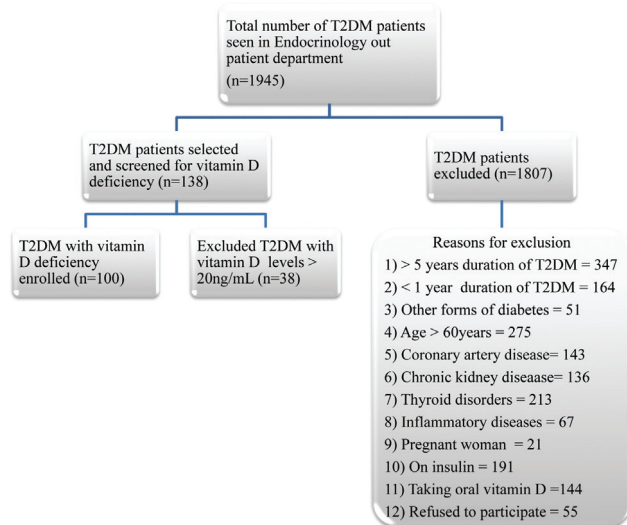 Total number of T2DM patients
seen in Endocrinology out
patient department
(n=1945)
T2DM patients selected
and screened for vitamin D
deficiency (n=138)
T2DM patients
excluded (n=1807)
T2DM with vitamin
D deficiency
enrolled (n=100)
Excluded T2DM with
vitamin D levels >
20ng/mL (n=38)
Reasons for exclusion
1) > 5 years duration of T2DM = 347
2) < 1 year duration of T2DM = 164
3) Other forms of diabetes = 51
4) Age > 60years = 275
5) Coronary artery disease= 143
6) Chronic kidney diseaase= 136
7) Thyroid disorders = 213
8) Inflammatory diseases = 67
9) Pregnant woman = 21
10) On insulin = 191
11) Taking oral vitamin D =144
12) Refused to participate = 55